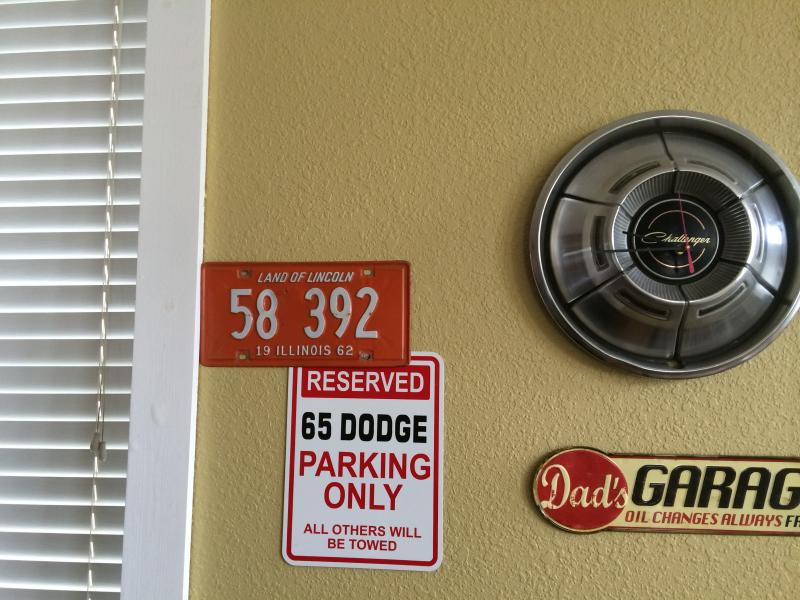 LAND OF LINCOLN
58 392
19 ILLINOIS 62
RESERVED
65 DODGE
PARKING
ONLY
ALL OTHERS WILL
BE TOWED
Challenger
Dad's GARAG
OIL CHANGES ALWAYS FR